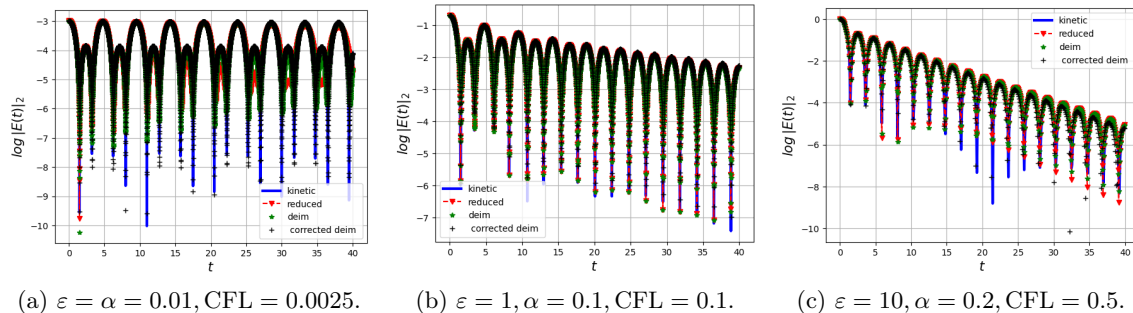 −3
−4
−5
−6
−7
−8
−9
−10
log |E(t)|₂
0 5 10 15 20 25 30 35 40
t
kinetic
reduced
deim
corrected deim
−1
−2
−3
−4
−5
−6
−7
log |E(t)|₂
0 5 10 15 20 25 30 35 40
t
kinetic
reduced
deim
corrected deim
0
−2
−4
−6
−8
−10
log |E(t)|₂
0 5 10 15 20 25 30 35 40
t
kinetic
reduced
deim
corrected deim
(a) ε = α = 0.01, CFL = 0.0025.
(b) ε = 1, α = 0.1, CFL = 0.1.
(c) ε = 10, α = 0.2, CFL = 0.5.